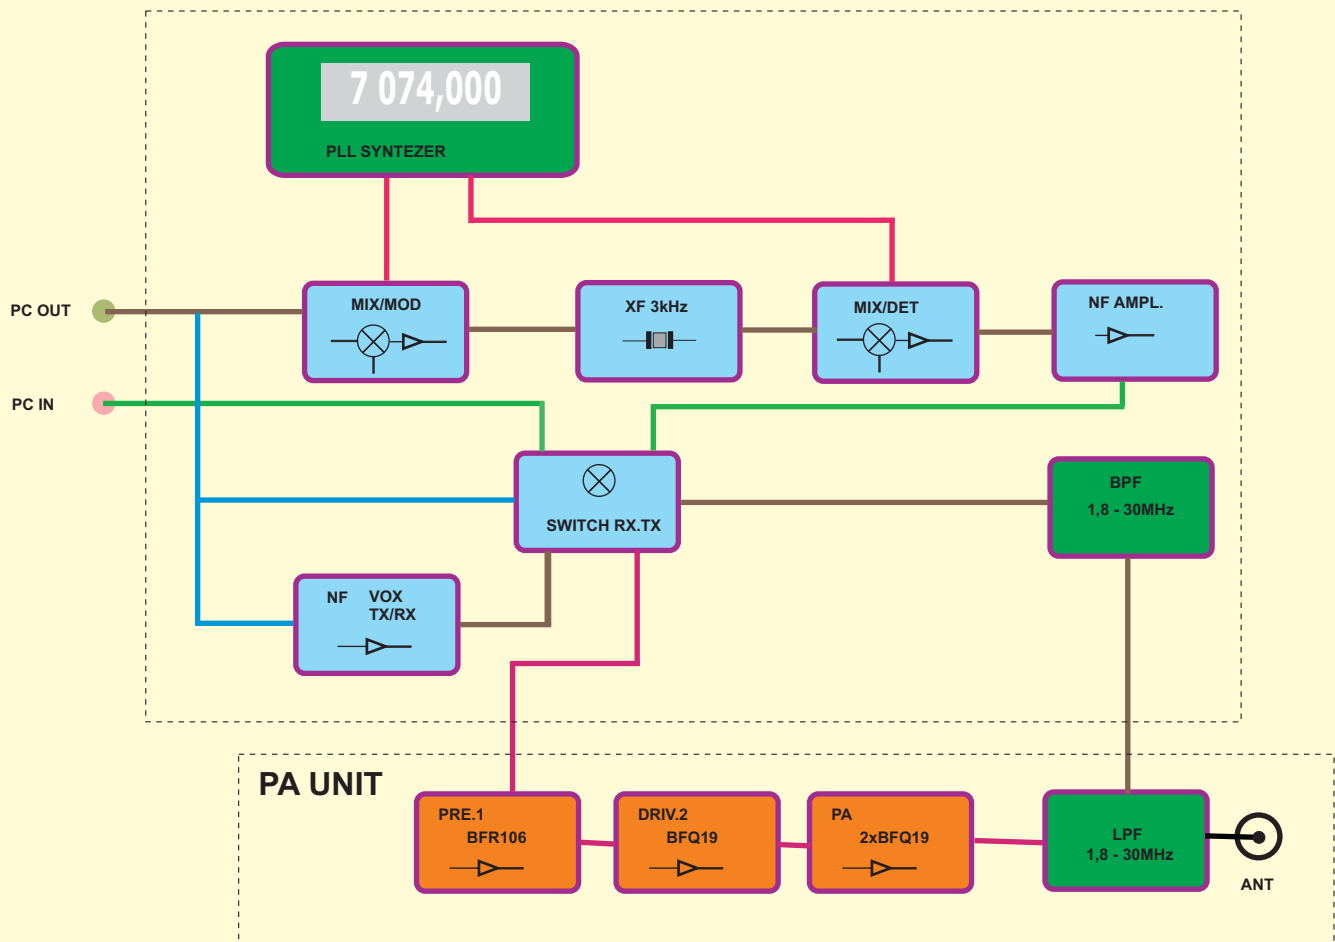 7 074,000
PLL SYNTEZER
PC OUT
MIX/MOD
XF 3kHz
MIX/DET
NF AMPL.
PC IN
SWITCH RX.TX
BPF
1,8 - 30MHz
NF VOX
TX/RX
PA UNIT
PRE.1
BFR106
DRIV.2
BFQ19
PA
2xBFQ19
LPF
1,8 - 30MHz
ANT